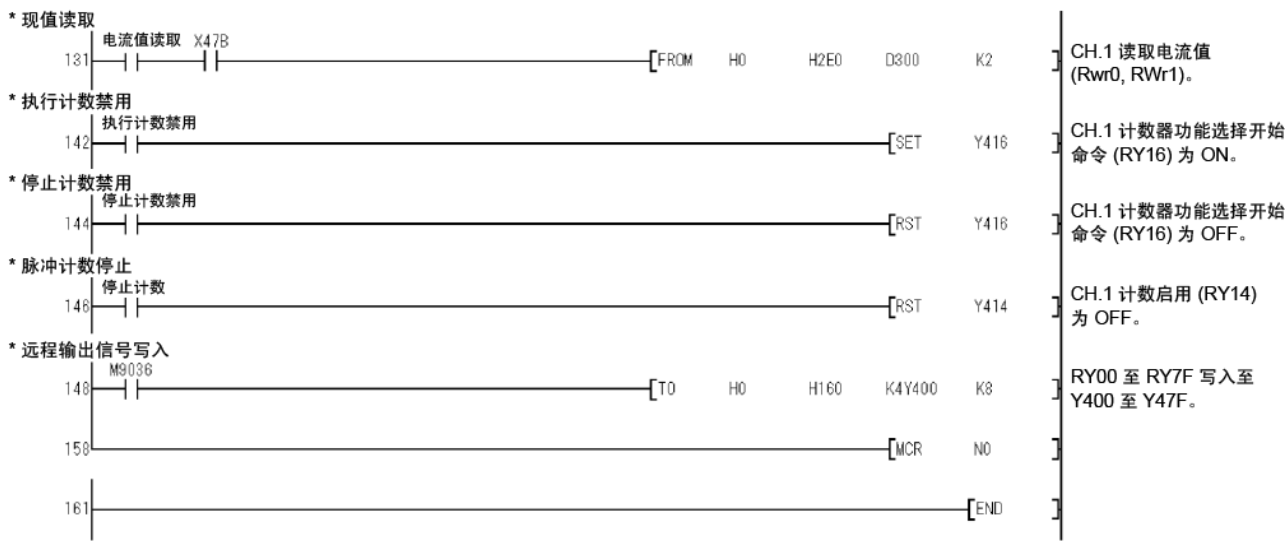 * 现值读取
电流值读取 X47B
131 FROM H0 H2E0 D300 K2
CH.1 读取电流值
(Rwr0, RWr1)。
* 执行计数禁用
执行计数禁用
142 SET Y416
CH.1 计数器功能选择开始
命令 (RY16) 为 ON。
* 停止计数禁用
停止计数禁用
144 RST Y416
CH.1 计数器功能选择开始
命令 (RY16) 为 OFF。
* 脉冲计数停止
停止计数
146 RST Y414
CH.1 计数启用 (RY14)
为 OFF。
* 远程输出信号写入
M9036
148 TO H0 H160 K4Y400 K8
RY00 至 RY7F 写入至
Y400 至 Y47F。
158 MCR N0
161 END